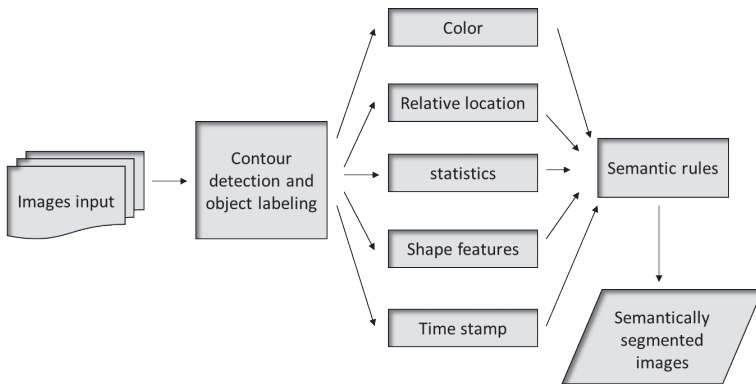 Images input
Contour
detection and
object labeling
Color
Relative location
statistics
Shape features
Time stamp
Semantic rules
Semantically
segmented
images